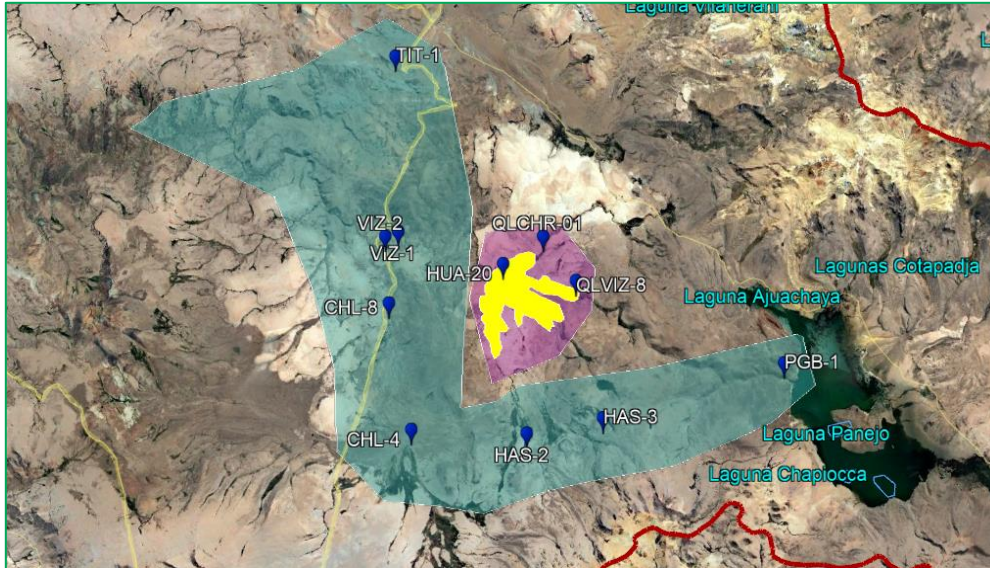 Laguna Vilaherani
TIT-1
VIZ-2
QLCHR-01
VIZ-1
HUA-20
Lagunas Cotapadja
QLVIZ-8
Laguna Ajuachaya
CHL-8
PGB-1
HAS-3
CHL-4
Laguna Panejo
HAS-2
Laguna Chapiocca